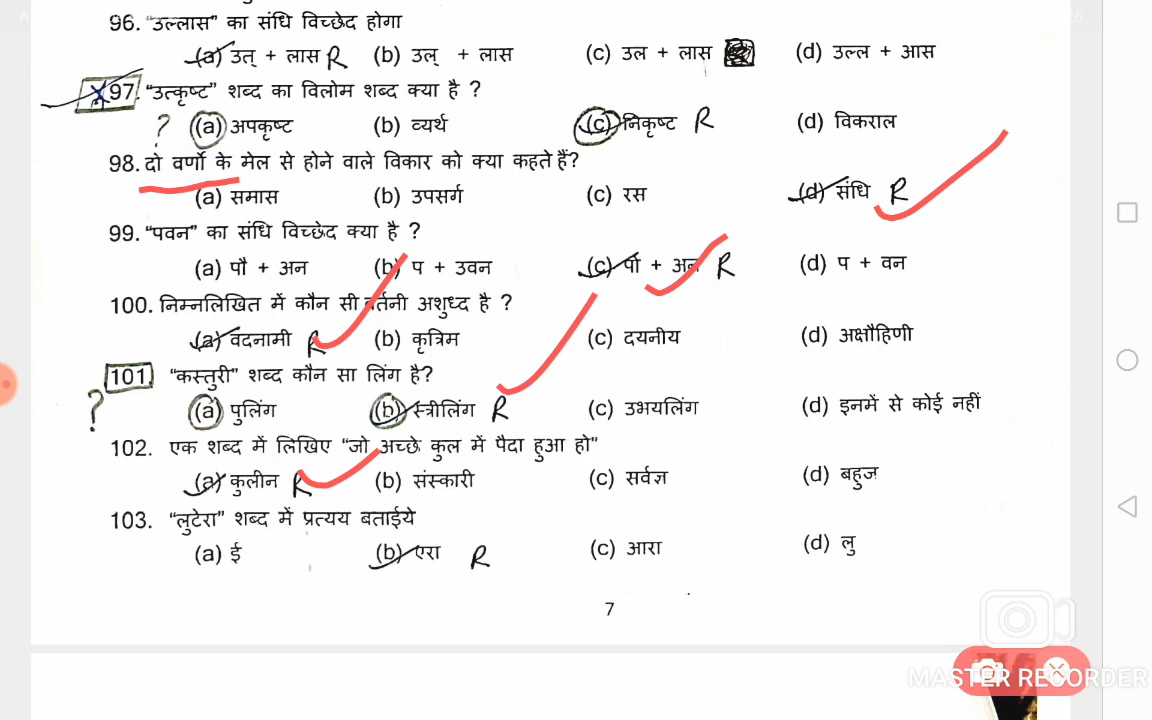 96. "उल्लास" का संधि विच्छेद होगा
(a) उत् + लास R (b) उल् + लास (c) उल + लास (d) उल्ल + आस
X 97. "उत्कृष्ट" शब्द का विलोम शब्द क्या है ?
? (a) अपकृष्ट (b) व्यर्थ (c) निकृष्ट R (d) विकराल
98. दो वर्णो के मेल से होने वाले विकार को क्या कहते हैं?
(a) समास (b) उपसर्ग (c) रस (d) संधि R
99. "पवन" का संधि विच्छेद क्या है ?
(a) पौ + अन (b) प + उवन (c) पो + अन R (d) प + वन
100. निम्नलिखित में कौन सी वर्तनी अशुध्द है ?
(a) वदनामी R (b) कृत्रिम (c) दयनीय (d) अक्षौहिणी
101. "कस्तुरी" शब्द कौन सा लिंग है?
? (a) पुलिंग (b) स्त्रीलिंग R (c) उभयलिंग (d) इनमें से कोई नहीं
102. एक शब्द में लिखिए "जो अच्छे कुल में पैदा हुआ हो"
(a) कुलीन R (b) संस्कारी (c) सर्वज्ञ (d) बहुज्ञ
103. "लुटेरा" शब्द में प्रत्यय बताईये
(a) ई (b) एरा R (c) आरा (d) लु
7
MASTER RECORDER